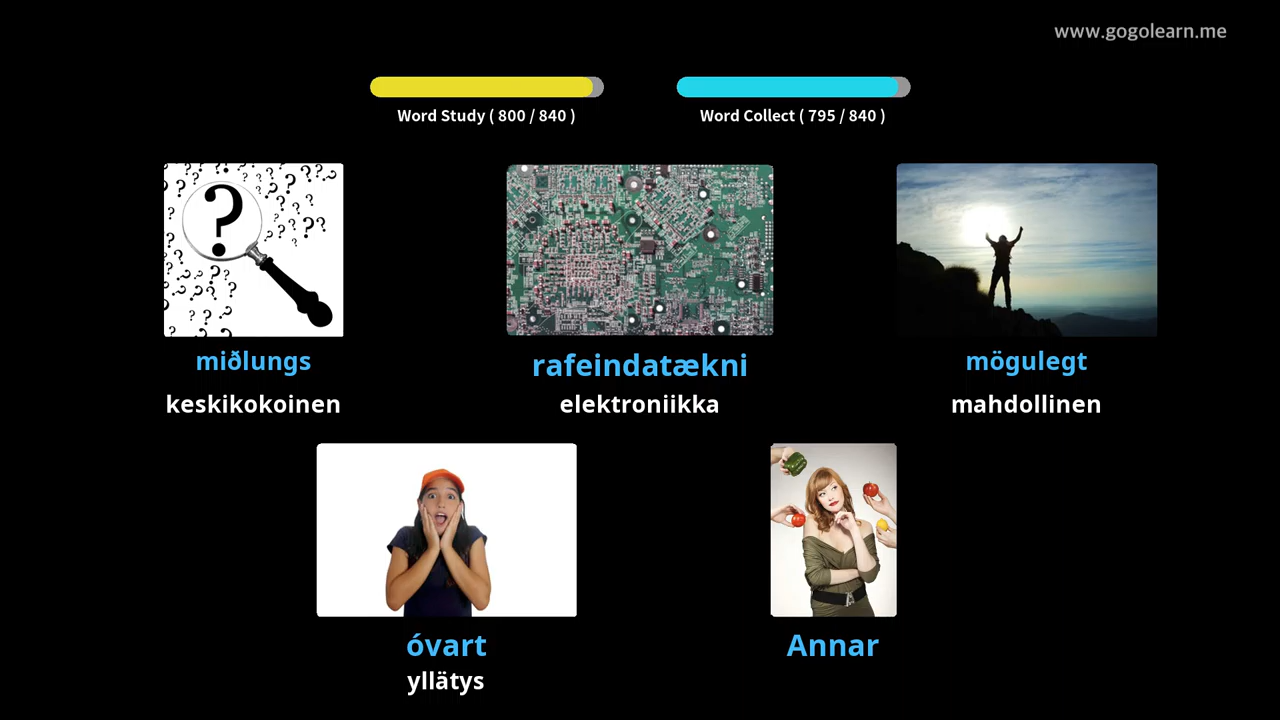 www.gogolearn.me
Word Study ( 800 / 840 )
Word Collect ( 795 / 840 )
miðlungs
keskikokoinen
rafeindatækni
elektroniikka
mögulegt
mahdollinen
óvart
yllätys
Annar